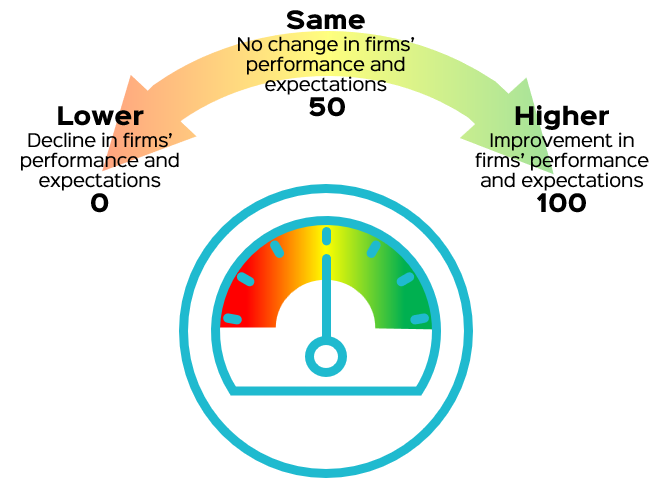 Same
No change in firms’
performance and
expectations
50
Lower
Decline in firms’
performance and
expectations
0
Higher
Improvement in
firms’ performance
and expectations
100